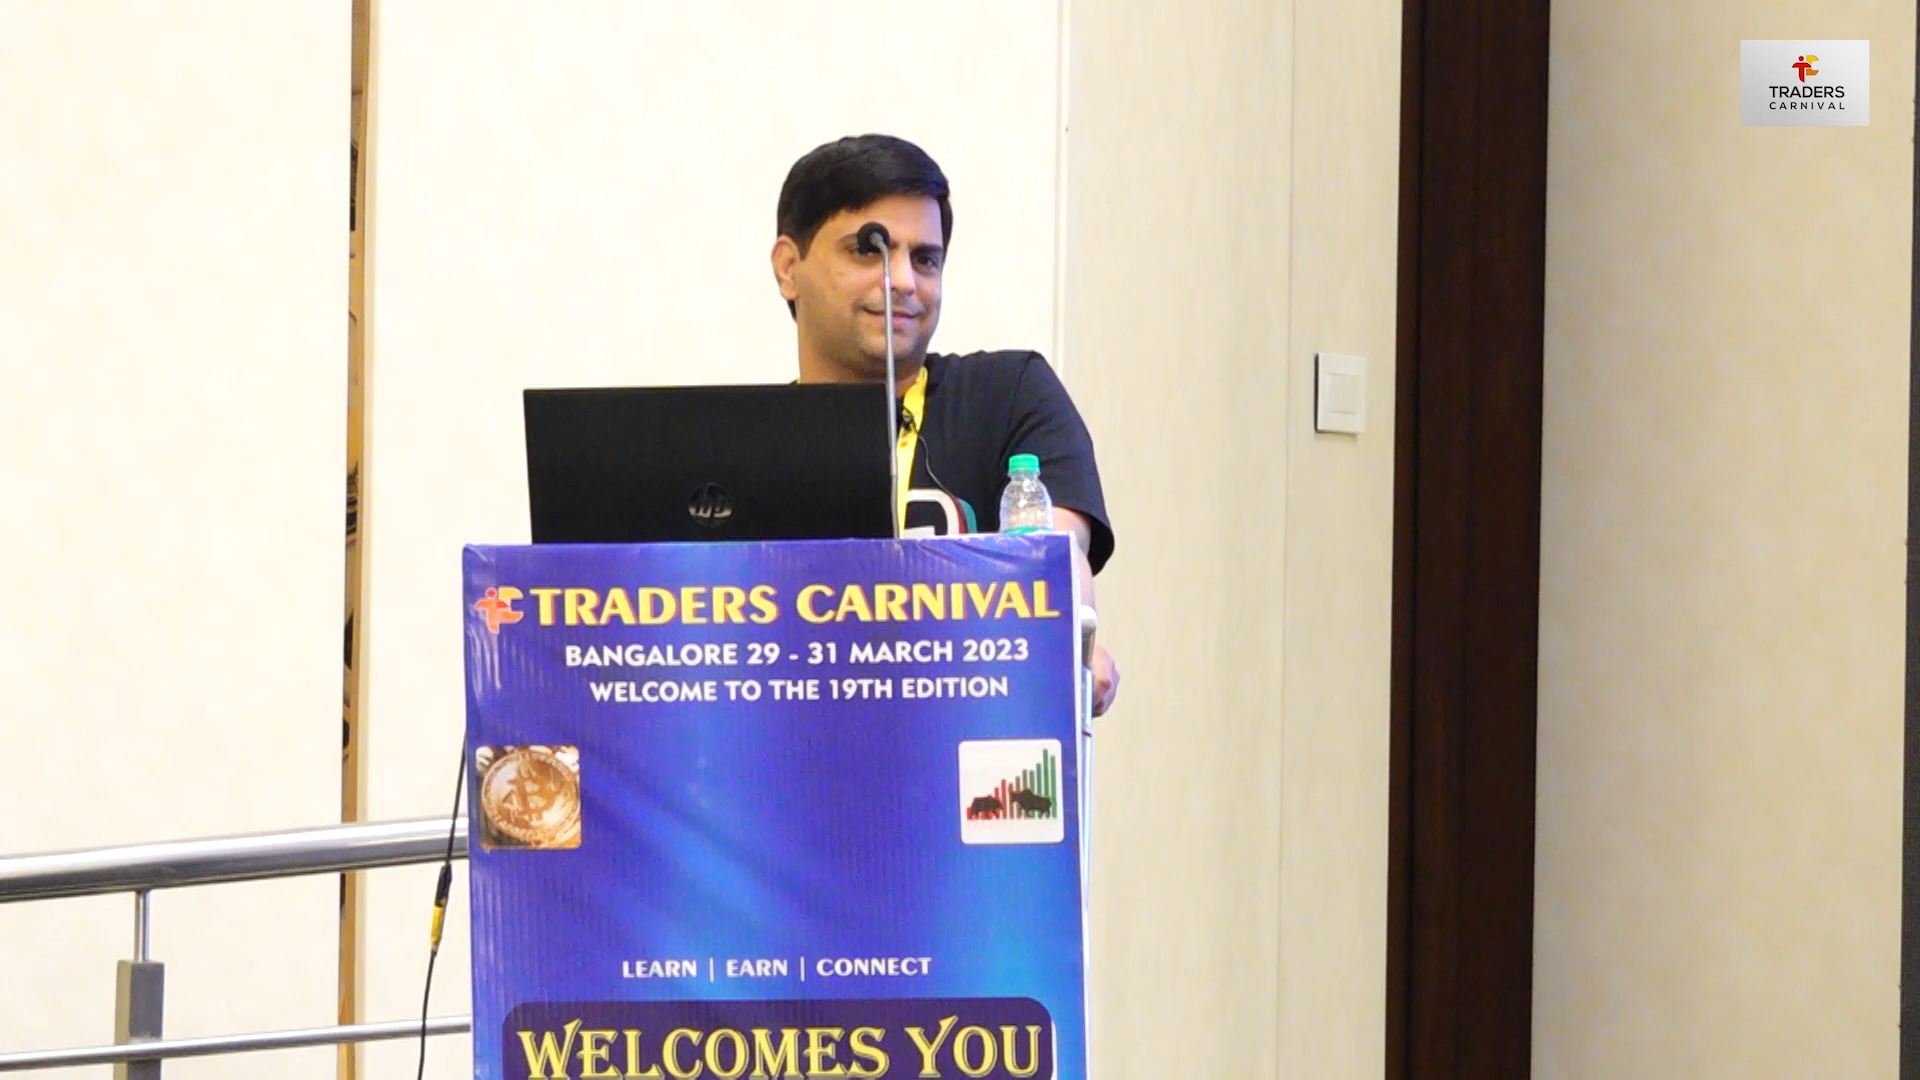 TRADERS
CARNIVAL
hp
TRADERS CARNIVAL
BANGALORE 29 - 31 MARCH 2023
WELCOME TO THE 19TH EDITION
LEARN | EARN | CONNECT
WELCOMES YOU